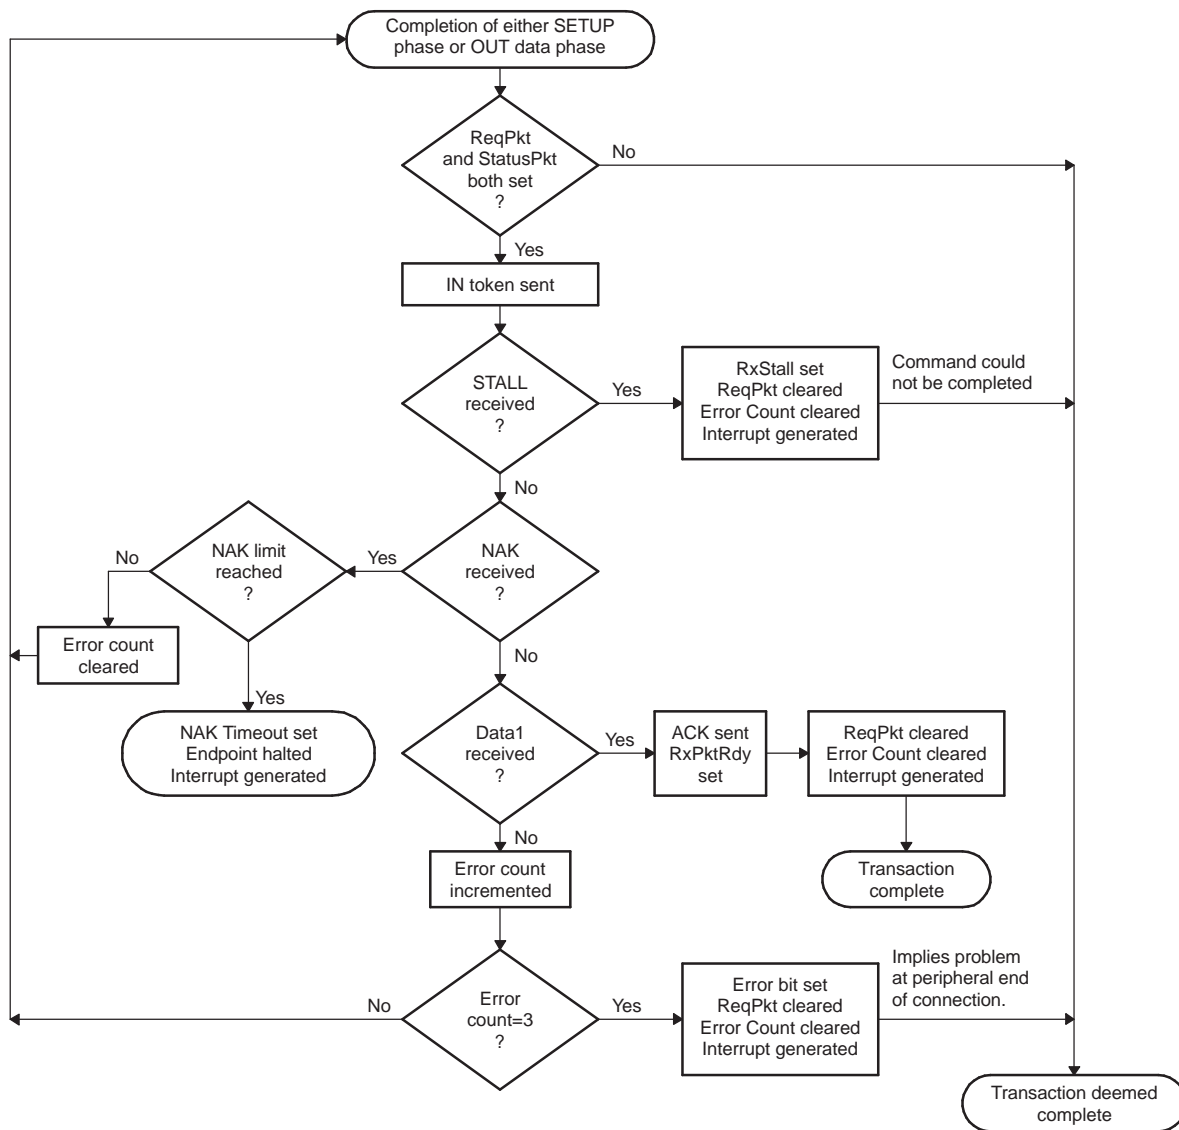 Completion of either SETUP
phase or OUT data phase
ReqPkt
and StatusPkt
both set
?
No
Yes
IN token sent
STALL
received
?
Yes
RxStall set
ReqPkt cleared
Error Count cleared
Interrupt generated
Command could
not be completed
No
NAK
received
?
Yes
NAK limit
reached
?
No
Error count
cleared
Yes
NAK Timeout set
Endpoint halted
Interrupt generated
No
Data1
received
?
Yes
ACK sent
RxPktRdy
set
ReqPkt cleared
Error Count cleared
Interrupt generated
Transaction
complete
No
Error count
incremented
Error
count=3
?
No
Yes
Error bit set
ReqPkt cleared
Error Count cleared
Interrupt generated
Implies problem
at peripheral end
of connection.
Transaction deemed
complete